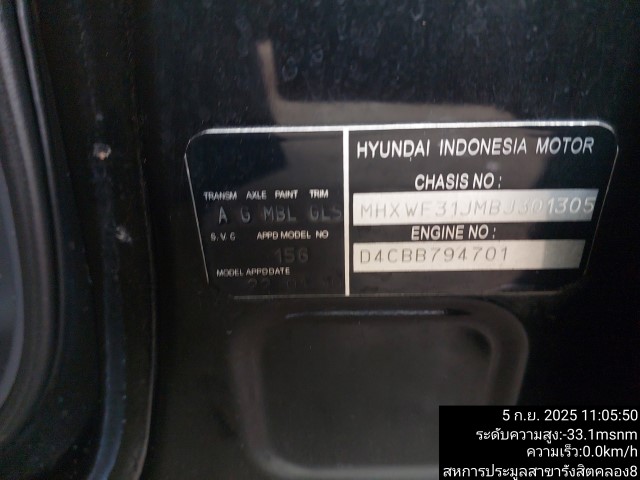 HYUNDAI INDONESIA MOTOR
CHASIS NO :
MHXWF31JMBJ301305
ENGINE NO :
D4CBB794701
TRANSM AXLE PAINT TRIM
A G MBL GLS
S.V.C APPD MODEL NO
15G
MODEL APPD DATE
5 ก.ย. 2025 11:05:50
ระดับความสูง:-33.1msnm
ความเร็ว:0.0km/h
สหการประมูลสาขารังสิตคลอง8